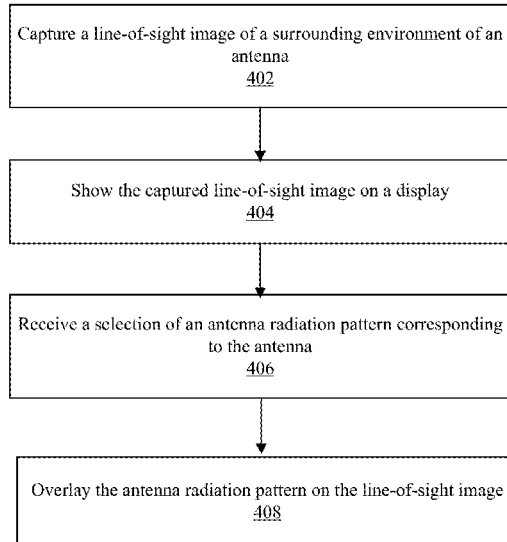 Capture a line-of-sight image of a surrounding environment of an
antenna
402
Show the captured line-of-sight image on a display
404
Receive a selection of an antenna radiation pattern corresponding
to the antenna
406
Overlay the antenna radiation pattern on the line-of-sight image
408